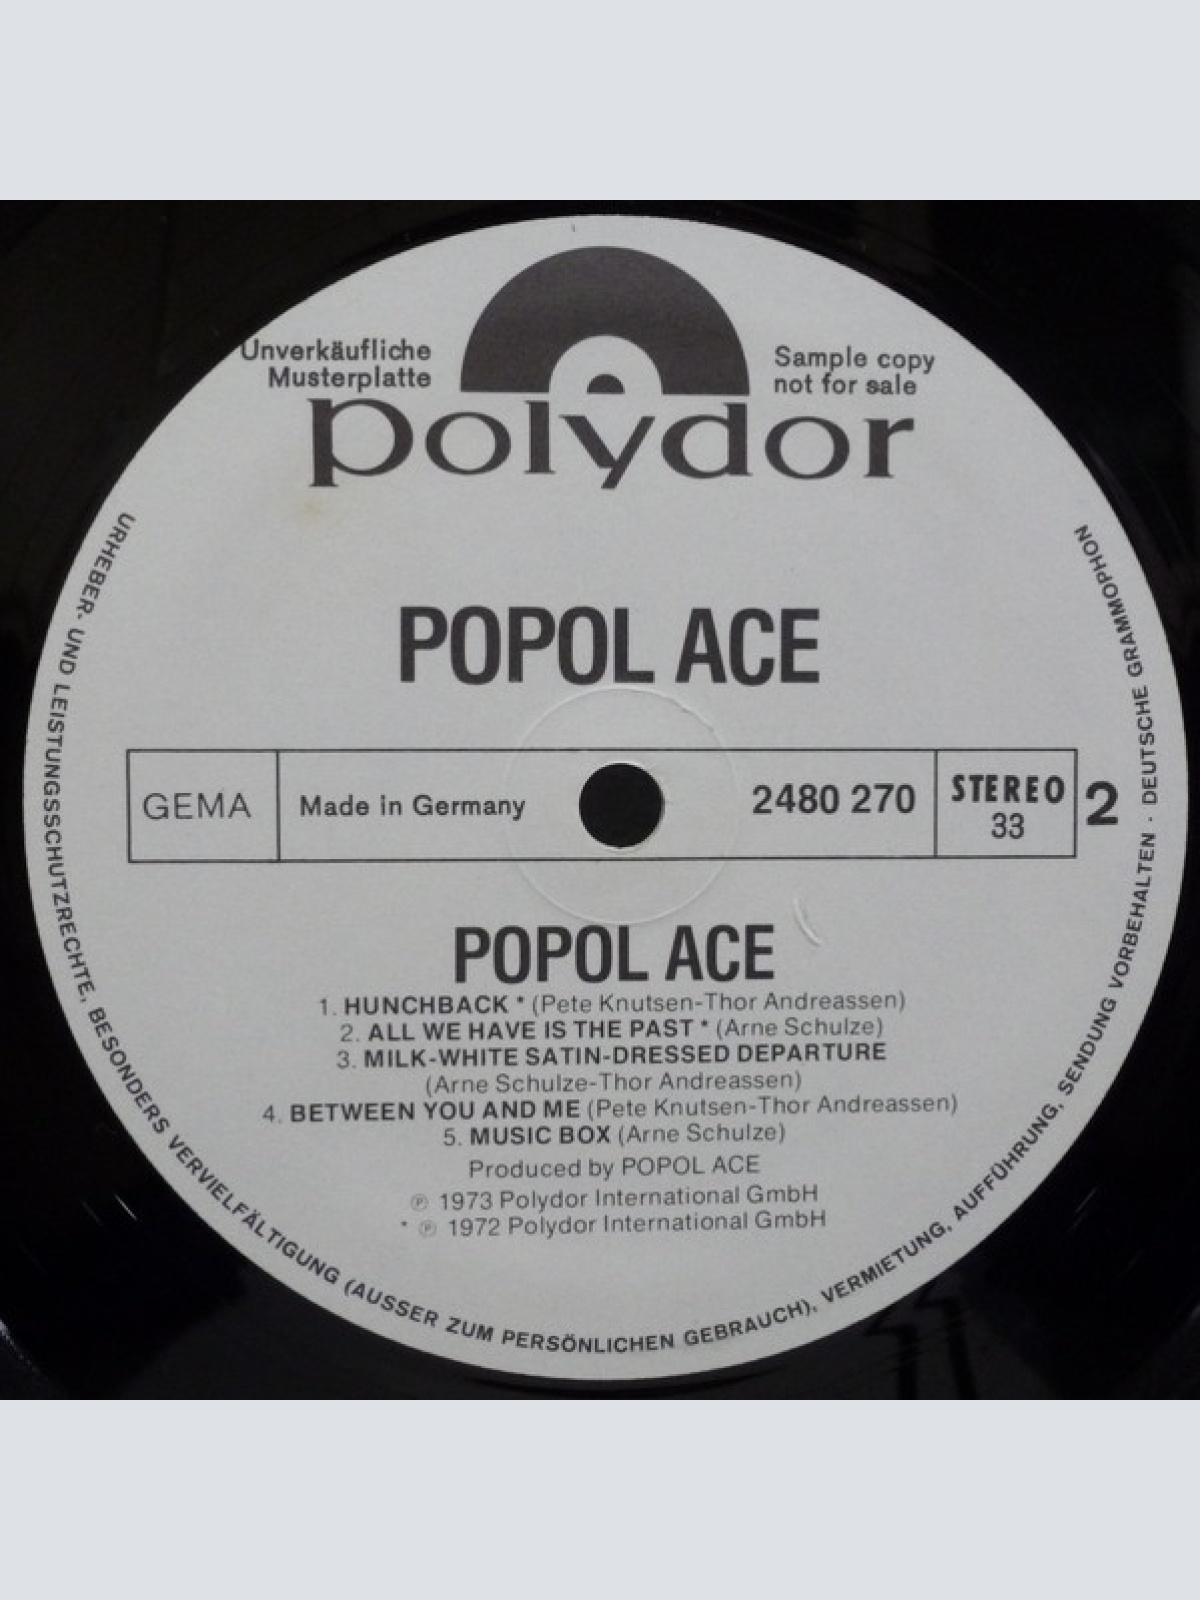 Unverkäufliche
Musterplatte
Sample copy
not for sale
polydor
POPOL ACE
GEMA
Made in Germany
2480 270
STEREO
33
2
POPOL ACE
1. HUNCHBACK * (Pete Knutsen-Thor Andreassen)
2. ALL WE HAVE IS THE PAST * (Arne Schulze)
3. MILK-WHITE SATIN-DRESSED DEPARTURE
(Arne Schulze-Thor Andreassen)
4. BETWEEN YOU AND ME (Pete Knutsen-Thor Andreassen)
5. MUSIC BOX (Arne Schulze)
Produced by POPOL ACE
℗ 1973 Polydor International GmbH
* ℗ 1972 Polydor International GmbH
URHEBER- UND LEISTUNGSSCHUTZRECHTE, BESONDERS VERVIELFÄLTIGUNG (AUSSER ZUM PERSÖNLICHEN GEBRAUCH), VERMIETUNG, AUFFÜHRUNG, SENDUNG VORBEHALTEN · DEUTSCHE GRAMMOPHON